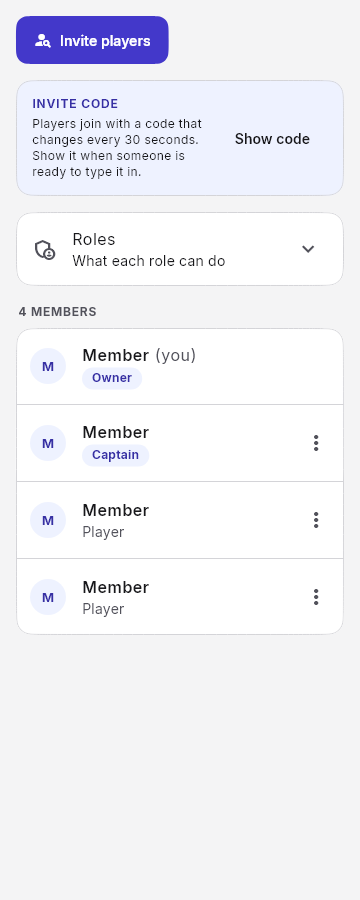 Invite players
INVITE CODE
Players join with a code that
changes every 30 seconds.
Show it when someone is
ready to type it in.
Show code
Roles
What each role can do
4 MEMBERS
M
Member (you)
Owner
M
Member
Captain
M
Member
Player
M
Member
Player